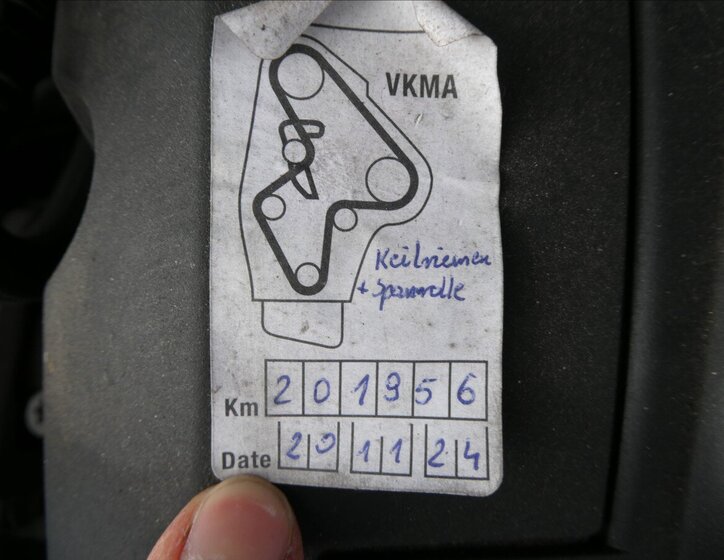 VKMA
Keilriemen
+ Spannrolle
Km 201956
Date 20 11 24